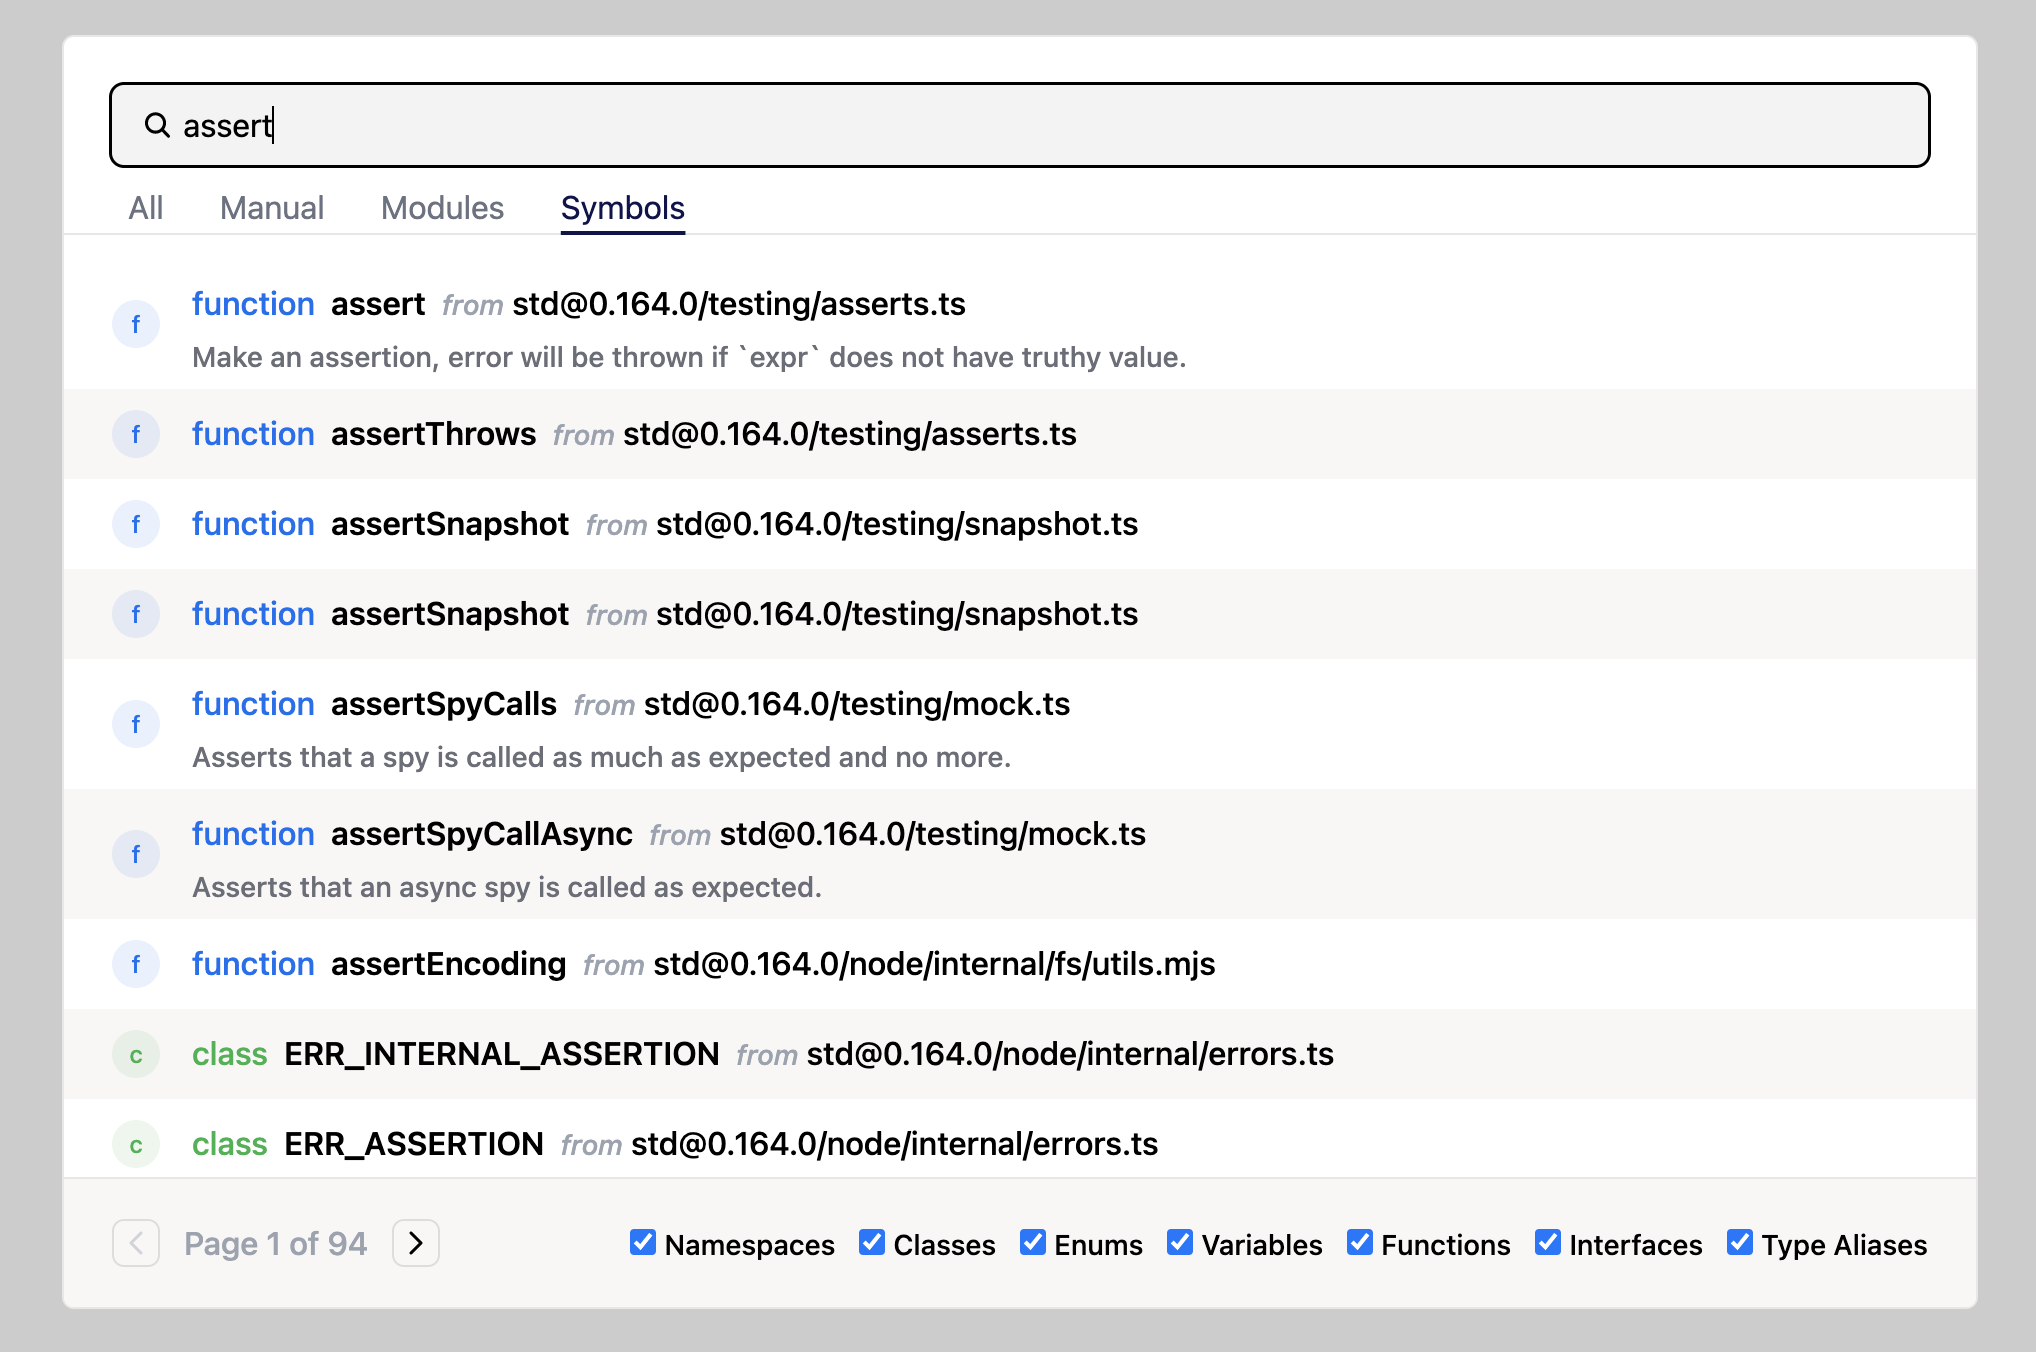 assert
All Manual Modules Symbols
f function assert from std@0.164.0/testing/asserts.ts
Make an assertion, error will be thrown if `expr` does not have truthy value.
f function assertThrows from std@0.164.0/testing/asserts.ts
f function assertSnapshot from std@0.164.0/testing/snapshot.ts
f function assertSnapshot from std@0.164.0/testing/snapshot.ts
f function assertSpyCalls from std@0.164.0/testing/mock.ts
Asserts that a spy is called as much as expected and no more.
f function assertSpyCallAsync from std@0.164.0/testing/mock.ts
Asserts that an async spy is called as expected.
f function assertEncoding from std@0.164.0/node/internal/fs/utils.mjs
c class ERR_INTERNAL_ASSERTION from std@0.164.0/node/internal/errors.ts
c class ERR_ASSERTION from std@0.164.0/node/internal/errors.ts
Page 1 of 94 Namespaces Classes Enums Variables Functions Interfaces Type Aliases